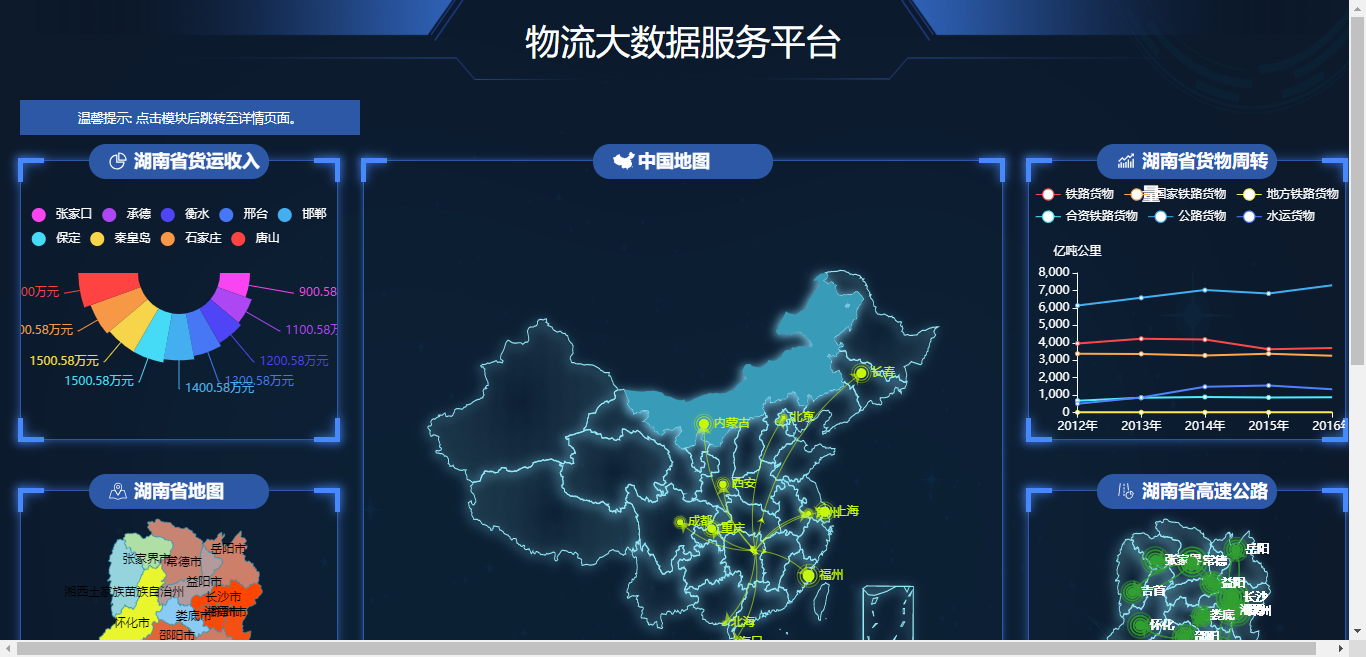 物流大数据服务平台
温馨提示: 点击模块后跳转至详情页面。
湖南省货运收入
张家口 承德 衡水 邢台 邯郸
保定 秦皇岛 石家庄 唐山
00万元
900.58
00.58万元
1100.58万
1500.58万元
1200.58万元
1500.58万元
1300.58万元
1400.58万元
湖南省地图
岳阳市
张家界市
常德市
益阳市
湘西土家族苗族自治州
长沙市
娄底市
怀化市
邵阳市
中国地图
长春
内蒙古
北京
西安
上海
成都
重庆
福州
北海
海口
湖南省货物周转
量
铁路货物 国家铁路货物 地方铁路货物
合资铁路货物 公路货物 水运货物
亿吨公里
8,000
7,000
6,000
5,000
4,000
3,000
2,000
1,000
0
2012年 2013年 2014年 2015年 2016年
湖南省高速公路
岳阳
张家界
常德
益阳
吉首
长沙
娄底
怀化
邵阳